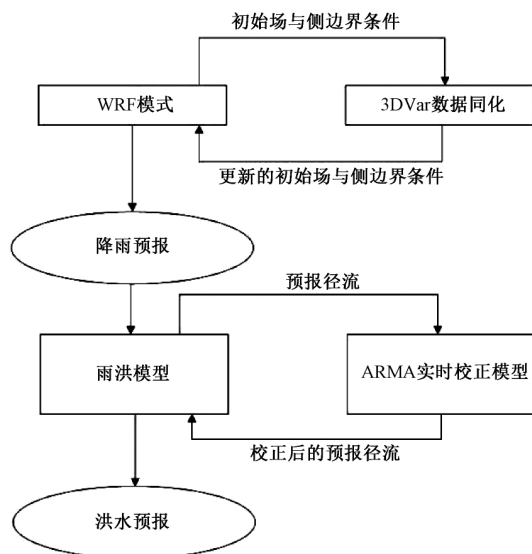 初始场与侧边界条件
WRF模式
3DVar数据同化
更新的初始场与侧边界条件
降雨预报
预报径流
雨洪模型
ARMA实时校正模型
校正后的预报径流
洪水预报